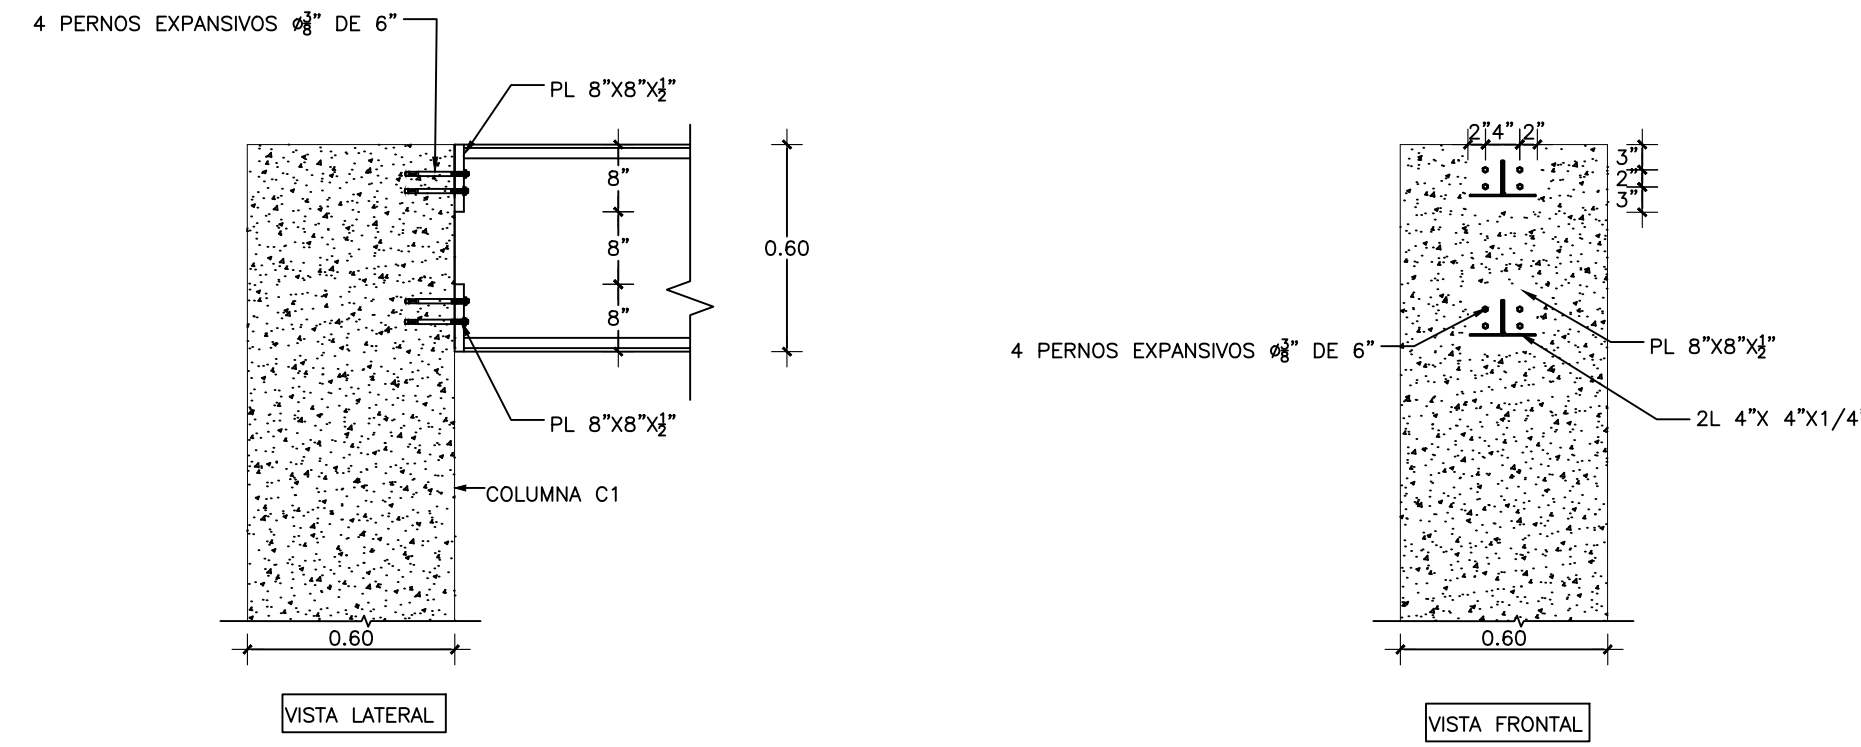 4 PERNOS EXPANSIVOS ø3/8" DE 6"
PL 8"X8"X1/2"
8"
8"
8"
0.60
PL 8"X8"X1/2"
COLUMNA C1
0.60
VISTA LATERAL
2" 4" 2"
3"
2"
3"
4 PERNOS EXPANSIVOS ø3/8" DE 6"
PL 8"X8"X1/2"
2L 4"X 4"X1/4"
0.60
VISTA FRONTAL